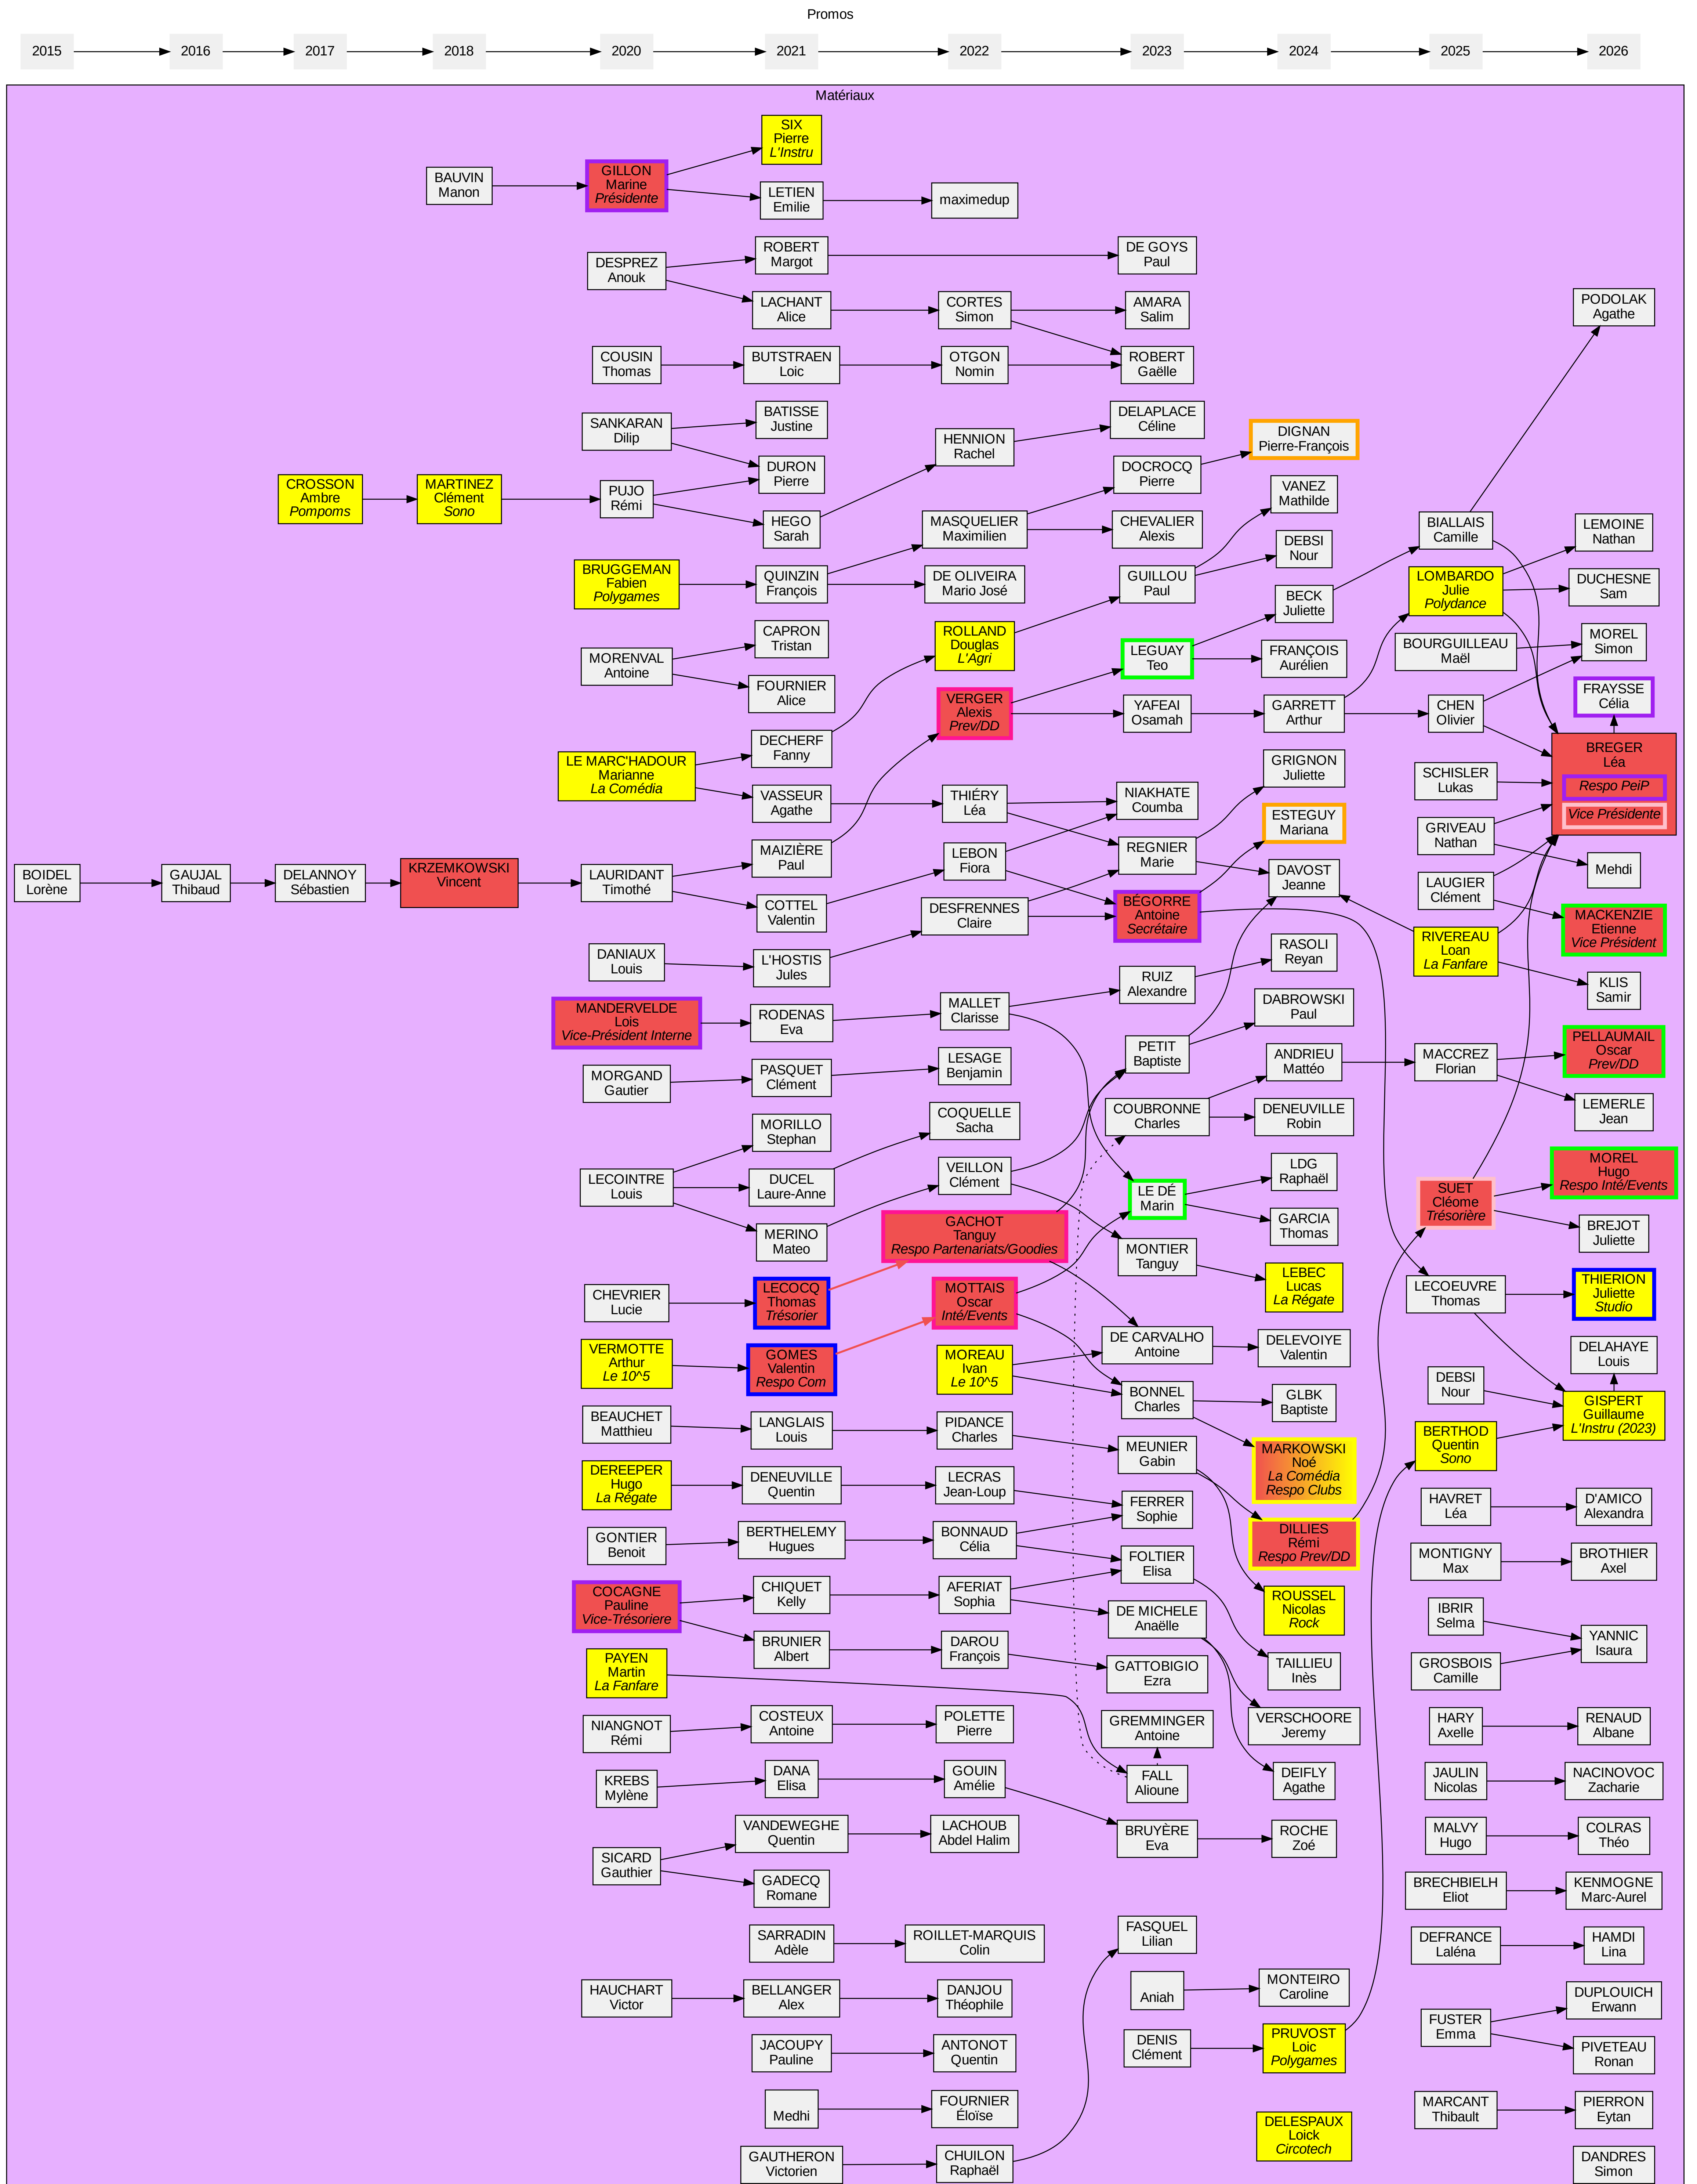 Promos
2015
2016
2017
2018
2020
2021
2022
2023
2024
2025
2026
Matériaux
BOIDEL
Lorène
GAUJAL
Thibaud
CROSSON
Ambre
Pompoms
DELANNOY
Sébastien
BAUVIN
Manon
MARTINEZ
Clément
Sono
KRZEMKOWSKI
Vincent
GILLON
Marine
Présidente
DESPREZ
Anouk
COUSIN
Thomas
SANKARAN
Dilip
PUJO
Rémi
BRUGGEMAN
Fabien
Polygames
MORENVAL
Antoine
LE MARC'HADOUR
Marianne
La Comédia
LAURIDANT
Timothé
DANIAUX
Louis
MANDERVELDE
Lois
Vice-Président Interne
MORGAND
Gautier
LECOINTRE
Louis
CHEVRIER
Lucie
VERMOTTE
Arthur
Le 10^5
BEAUCHET
Matthieu
DEREEPER
Hugo
La Régate
GONTIER
Benoit
COCAGNE
Pauline
Vice-Trésoriere
PAYEN
Martin
La Fanfare
NIANGNOT
Rémi
KREBS
Mylène
SICARD
Gauthier
HAUCHART
Victor
SIX
Pierre
L'Instru
LETIEN
Emilie
ROBERT
Margot
LACHANT
Alice
BUTSTRAEN
Loic
BATISSE
Justine
DURON
Pierre
HEGO
Sarah
QUINZIN
François
CAPRON
Tristan
FOURNIER
Alice
DECHERF
Fanny
VASSEUR
Agathe
MAIZIÈRE
Paul
COTTEL
Valentin
L'HOSTIS
Jules
RODENAS
Eva
PASQUET
Clément
MORILLO
Stephan
DUCEL
Laure-Anne
MERINO
Mateo
LECOCQ
Thomas
Trésorier
GOMES
Valentin
Respo Com
LANGLAIS
Louis
DENEUVILLE
Quentin
BERTHELEMY
Hugues
CHIQUET
Kelly
BRUNIER
Albert
COSTEUX
Antoine
DANA
Elisa
VANDEWEGHE
Quentin
GADECQ
Romane
SARRADIN
Adèle
BELLANGER
Alex
JACOUPY
Pauline
Medhi
GAUTHERON
Victorien
maximedup
CORTES
Simon
OTGON
Nomin
HENNION
Rachel
MASQUELIER
Maximilien
DE OLIVEIRA
Mario José
ROLLAND
Douglas
L'Agri
VERGER
Alexis
Prev/DD
THIÉRY
Léa
LEBON
Fiora
DESFRENNES
Claire
MALLET
Clarisse
LESAGE
Benjamin
COQUELLE
Sacha
VEILLON
Clément
GACHOT
Tanguy
Respo Partenariats/Goodies
MOTTAIS
Oscar
Inté/Events
MOREAU
Ivan
Le 10^5
PIDANCE
Charles
LECRAS
Jean-Loup
BONNAUD
Célia
AFERIAT
Sophia
DAROU
François
POLETTE
Pierre
GOUIN
Amélie
LACHOUB
Abdel Halim
ROILLET-MARQUIS
Colin
DANJOU
Théophile
ANTONOT
Quentin
FOURNIER
Éloïse
CHUILON
Raphaël
DE GOYS
Paul
AMARA
Salim
ROBERT
Gaëlle
DELAPLACE
Céline
DOCROCQ
Pierre
CHEVALIER
Alexis
GUILLOU
Paul
LEGUAY
Teo
YAFEAI
Osamah
NIAKHATE
Coumba
REGNIER
Marie
BÉGORRE
Antoine
Secrétaire
RUIZ
Alexandre
PETIT
Baptiste
COUBRONNE
Charles
LE DÉ
Marin
MONTIER
Tanguy
DE CARVALHO
Antoine
BONNEL
Charles
MEUNIER
Gabin
FERRER
Sophie
FOLTIER
Elisa
DE MICHELE
Anaëlle
GATTOBIGIO
Ezra
GREMMINGER
Antoine
FALL
Alioune
BRUYÈRE
Eva
FASQUEL
Lilian
Aniah
DENIS
Clément
DIGNAN
Pierre-François
VANEZ
Mathilde
DEBSI
Nour
BECK
Juliette
FRANÇOIS
Aurélien
GARRETT
Arthur
GRIGNON
Juliette
ESTEGUY
Mariana
DAVOST
Jeanne
RASOLI
Reyan
DABROWSKI
Paul
ANDRIEU
Mattéo
DENEUVILLE
Robin
LDG
Raphaël
GARCIA
Thomas
LEBEC
Lucas
La Régate
DELEVOIYE
Valentin
GLBK
Baptiste
MARKOWSKI
Noé
La Comédia
Respo Clubs
DILLIES
Rémi
Respo Prev/DD
ROUSSEL
Nicolas
Rock
TAILLIEU
Inès
VERSCHOORE
Jeremy
DEIFLY
Agathe
ROCHE
Zoé
MONTEIRO
Caroline
PRUVOST
Loic
Polygames
DELESPAUX
Loick
Circotech
BIALLAIS
Camille
LOMBARDO
Julie
Polydance
BOURGUILLEAU
Maël
CHEN
Olivier
SCHISLER
Lukas
GRIVEAU
Nathan
LAUGIER
Clément
RIVEREAU
Loan
La Fanfare
MACCREZ
Florian
SUET
Cléome
Trésorière
LECOEUVRE
Thomas
DEBSI
Nour
BERTHOD
Quentin
Sono
HAVRET
Léa
MONTIGNY
Max
IBRIR
Selma
GROSBOIS
Camille
HARY
Axelle
JAULIN
Nicolas
MALVY
Hugo
BRECHBIELH
Eliot
DEFRANCE
Laléna
FUSTER
Emma
MARCANT
Thibault
PODOLAK
Agathe
LEMOINE
Nathan
DUCHESNE
Sam
MOREL
Simon
FRAYSSE
Célia
BREGER
Léa
Respo PeiP
Vice Présidente
Mehdi
MACKENZIE
Etienne
Vice Président
KLIS
Samir
PELLAUMAIL
Oscar
Prev/DD
LEMERLE
Jean
MOREL
Hugo
Respo Inté/Events
BREJOT
Juliette
THIERION
Juliette
Studio
DELAHAYE
Louis
GISPERT
Guillaume
L'Instru (2023)
D'AMICO
Alexandra
BROTHIER
Axel
YANNIC
Isaura
RENAUD
Albane
NACINOVOC
Zacharie
COLRAS
Théo
KENMOGNE
Marc-Aurel
HAMDI
Lina
DUPLOUICH
Erwann
PIVETEAU
Ronan
PIERRON
Eytan
DANDRES
Simon